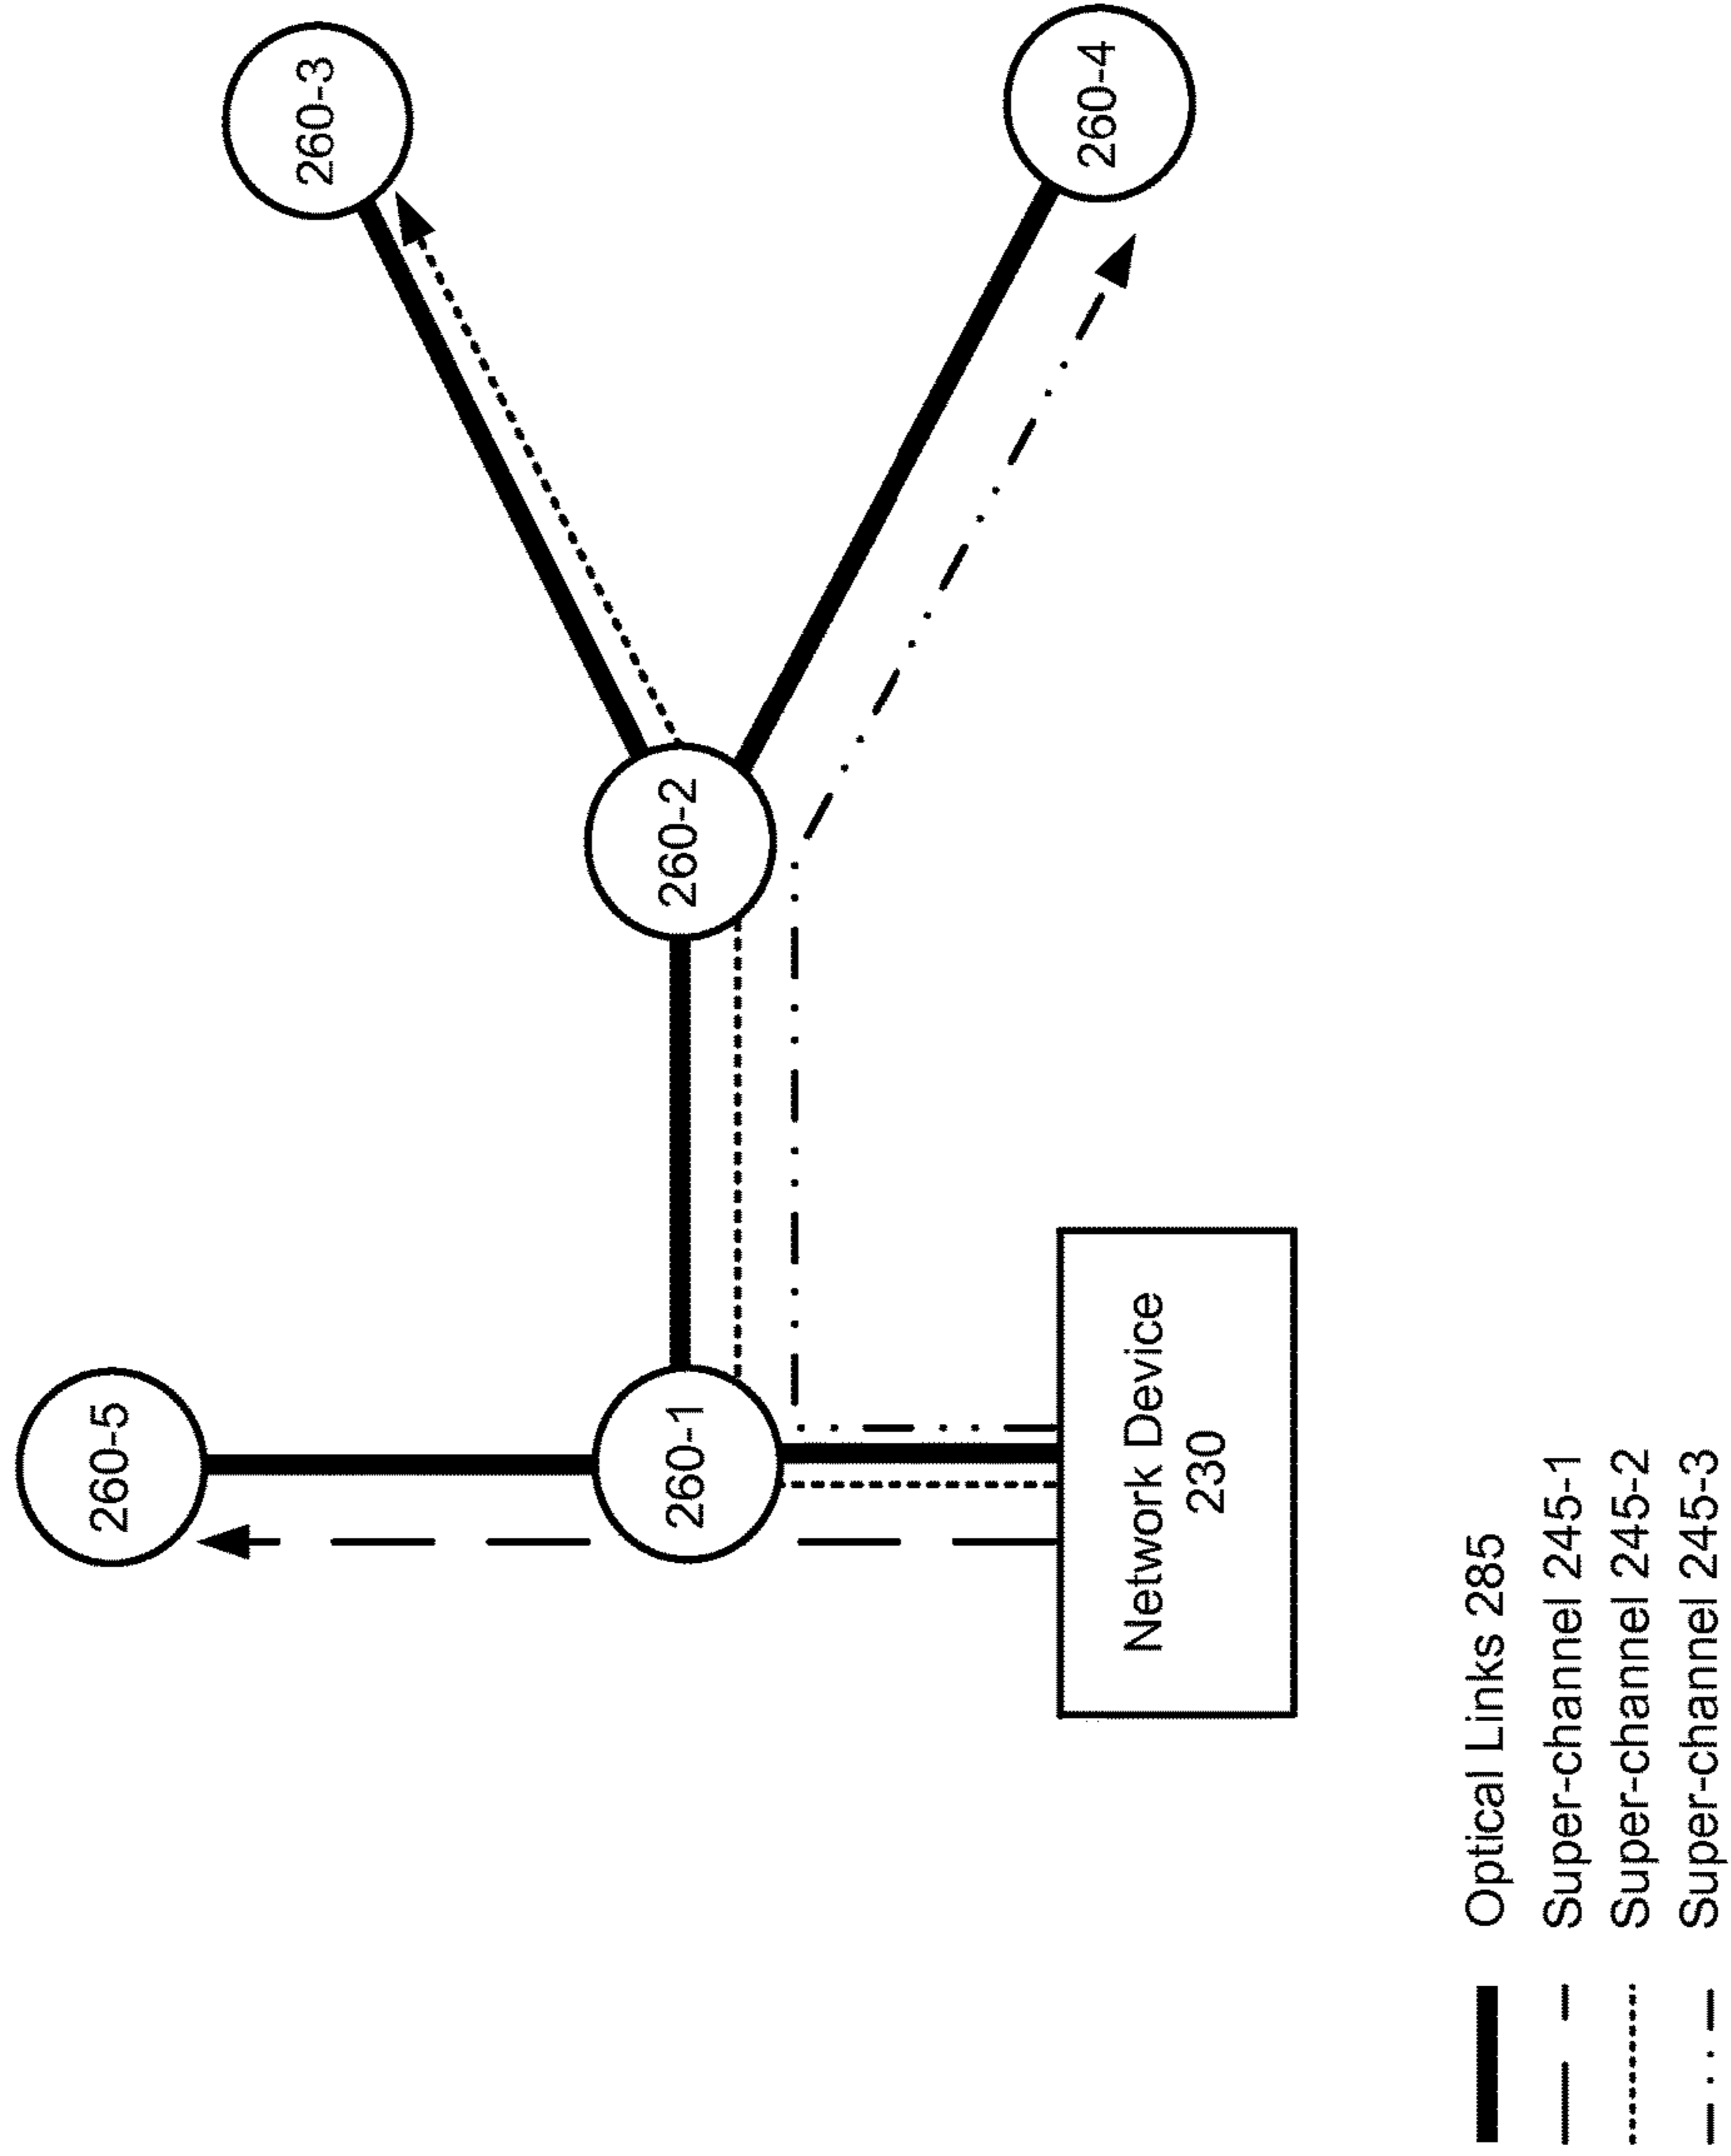 260-5
260-1
260-2
260-3
260-4
Network Device
230
Optical Links 285
Super-channel 245-1
Super-channel 245-2
Super-channel 245-3